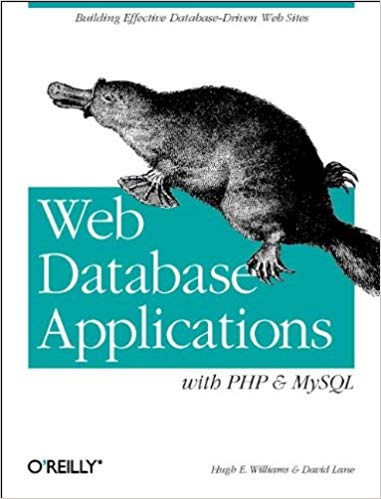 Building Effective Database-Driven Web Sites
Web
Database
Applications
with PHP & MySQL
O'REILLY®
Hugh E. Williams & David Lane